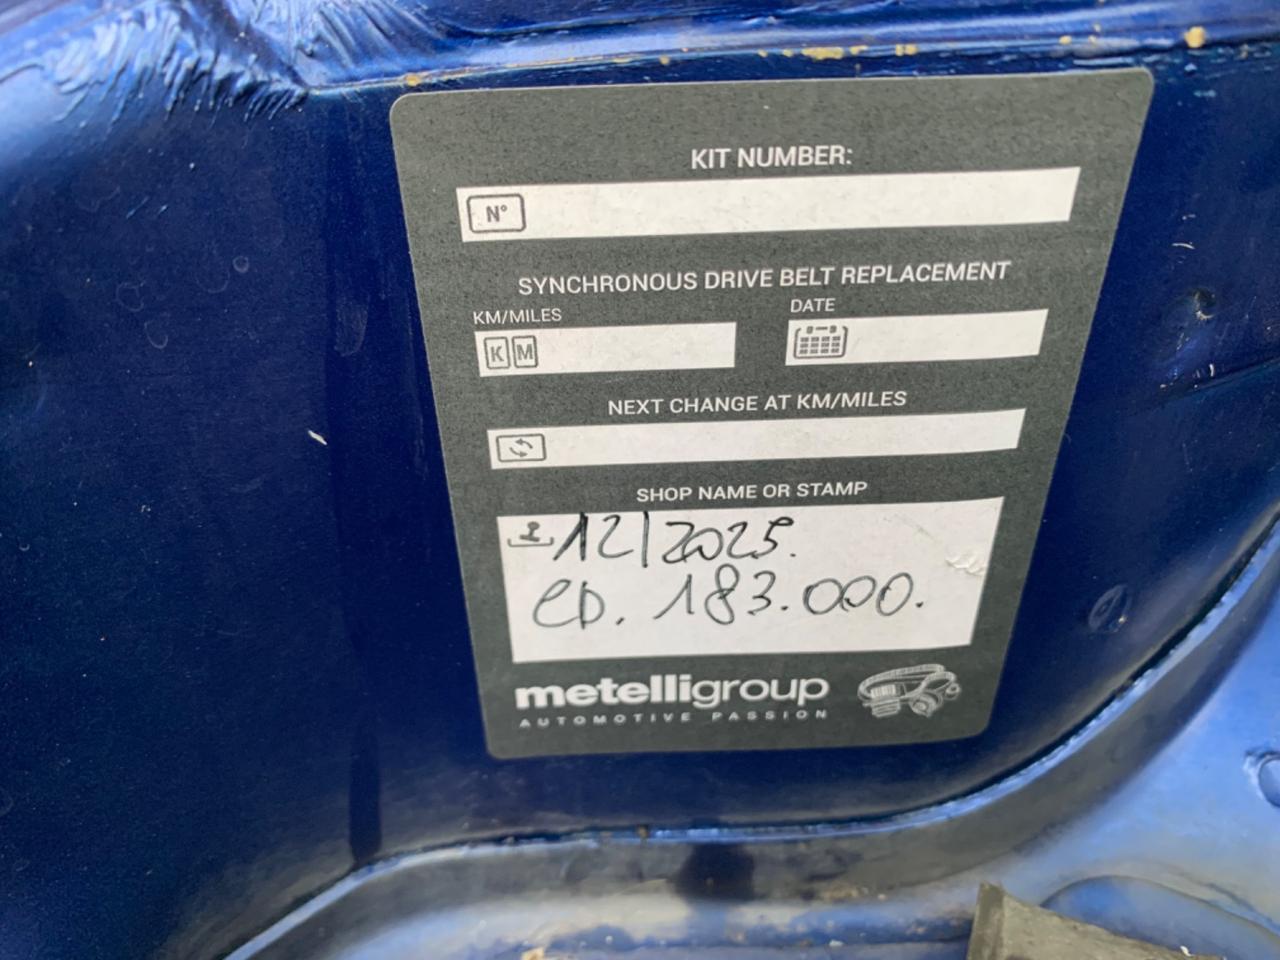 KIT NUMBER:
N°
SYNCHRONOUS DRIVE BELT REPLACEMENT
KM/MILES
DATE
KM
NEXT CHANGE AT KM/MILES
SHOP NAME OR STAMP
12/2025.
183.000.
metelligroup
AUTOMOTIVE PASSION